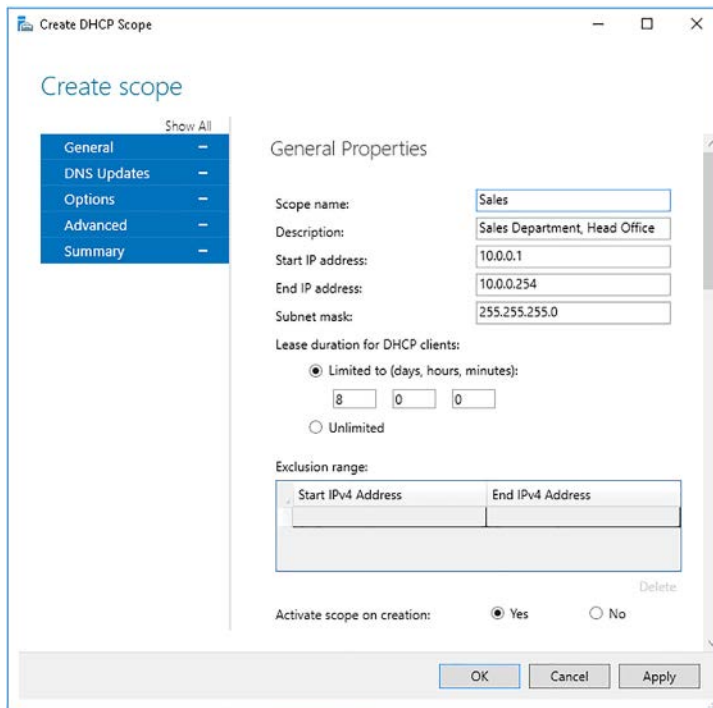 Create DHCP Scope
Create scope
Show All
General
DNS Updates
Options
Advanced
Summary
General Properties
Scope name: Sales
Description: Sales Department, Head Office
Start IP address: 10.0.0.1
End IP address: 10.0.0.254
Subnet mask: 255.255.255.0
Lease duration for DHCP clients:
Limited to (days, hours, minutes):
8 0 0
Unlimited
Exclusion range:
Start IPv4 Address End IPv4 Address
Delete
Activate scope on creation: Yes No
OK Cancel Apply